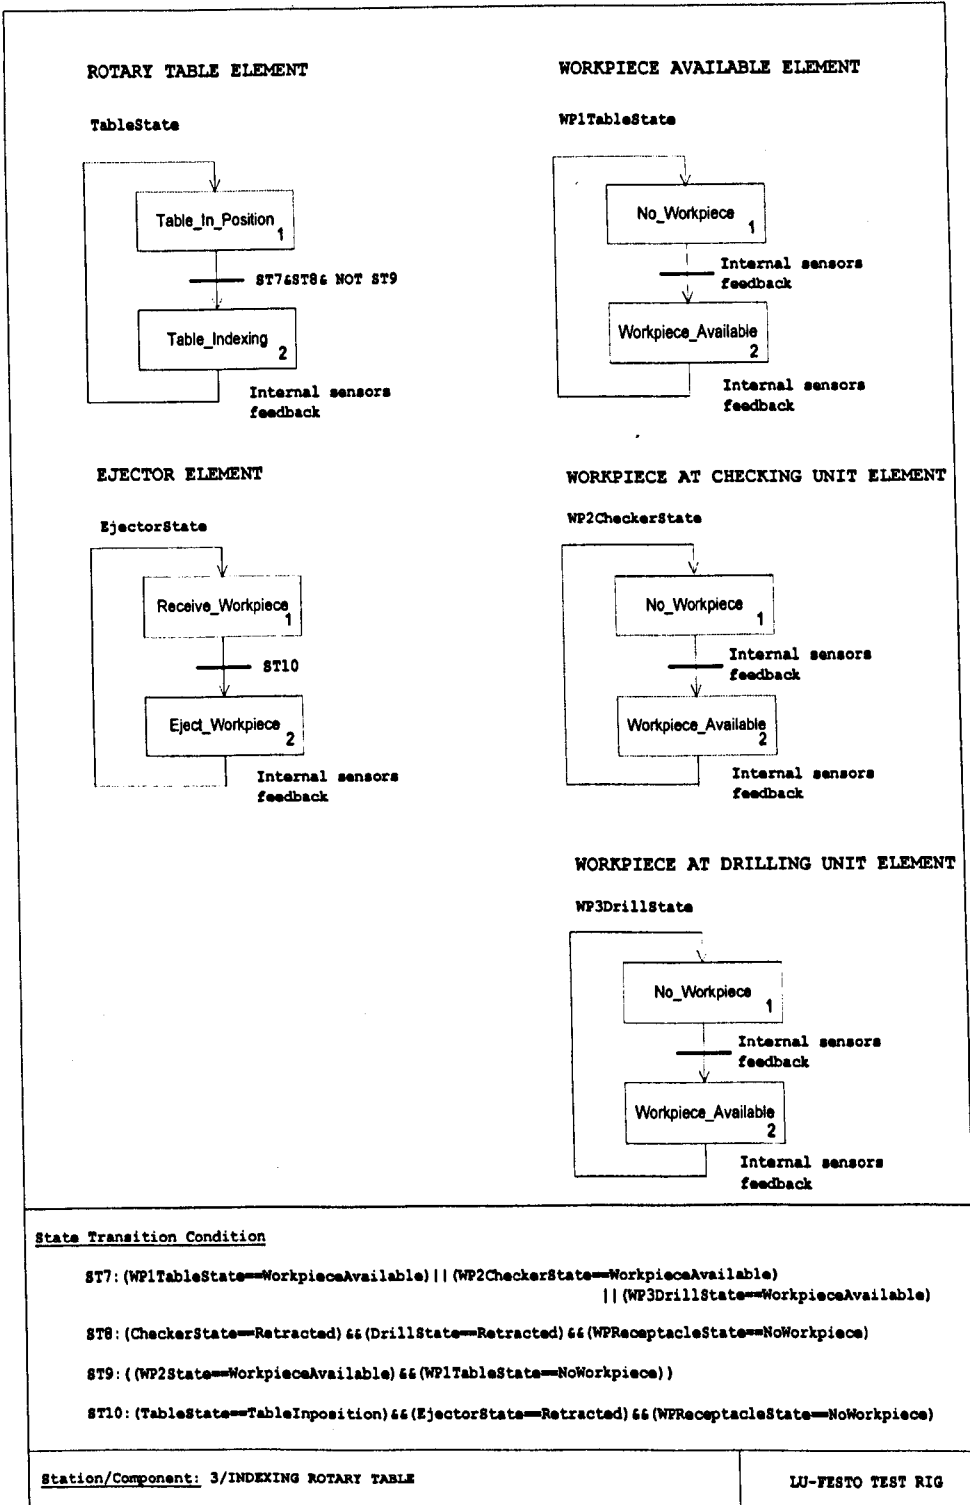 ROTARY TABLE ELEMENT
TableState
Table_In_Position
1
ST7&ST8& NOT ST9
Table_Indexing
2
Internal sensors
feedback
WORKPIECE AVAILABLE ELEMENT
WP1TableState
No_Workpiece
1
Internal sensors
feedback
Workpiece_Available
2
Internal sensors
feedback
EJECTOR ELEMENT
EjectorState
Receive_Workpiece
1
ST10
Eject_Workpiece
2
Internal sensors
feedback
WORKPIECE AT CHECKING UNIT ELEMENT
WP2CheckerState
No_Workpiece
1
Internal sensors
feedback
Workpiece_Available
2
Internal sensors
feedback
WORKPIECE AT DRILLING UNIT ELEMENT
WP3DrillState
No_Workpiece
1
Internal sensors
feedback
Workpiece_Available
2
Internal sensors
feedback
State Transition Condition
ST7:(WP1TableState==WorkpieceAvailable)||(WP2CheckerState==WorkpieceAvailable)
||(WP3DrillState==WorkpieceAvailable)
ST8:(CheckerState==Retracted)&&(DrillState==Retracted)&&(WPReceptacleState==NoWorkpiece)
ST9:((WP2State==WorkpieceAvailable)&&(WP1TableState==NoWorkpiece))
ST10:(TableState==TableInposition)&&(EjectorState==Retracted)&&(WPReceptacleState==NoWorkpiece)
Station/Component: 3/INDEXING ROTARY TABLE
LU-FESTO TEST RIG